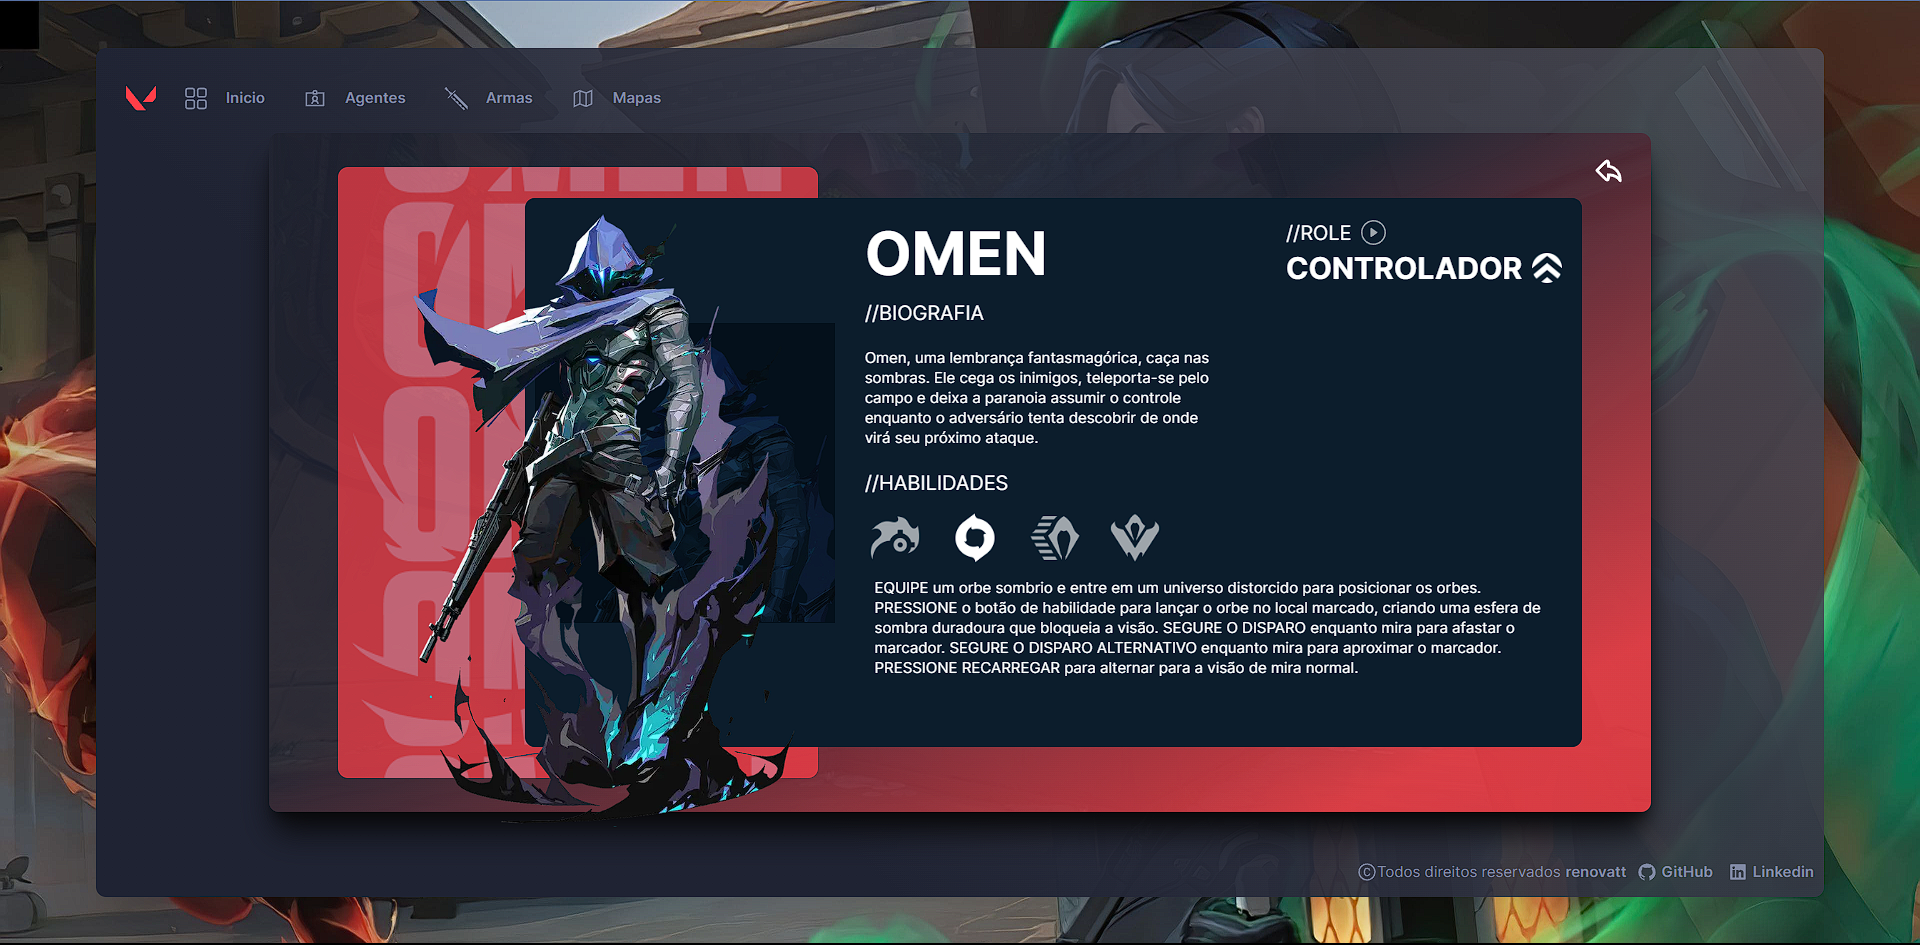 Inicio
Agentes
Armas
Mapas
OMEN
OMEN
//ROLE
CONTROLADOR
//BIOGRAFIA
Omen, uma lembrança fantasmagórica, caça nas
sombras. Ele cega os inimigos, teleporta-se pelo
campo e deixa a paranoia assumir o controle
enquanto o adversário tenta descobrir de onde
virá seu próximo ataque.
//HABILIDADES
EQUIPE um orbe sombrio e entre em um universo distorcido para posicionar os orbes.
PRESSIONE o botão de habilidade para lançar o orbe no local marcado, criando uma esfera de
sombra duradoura que bloqueia a visão. SEGURE O DISPARO enquanto mira para afastar o
marcador. SEGURE O DISPARO ALTERNATIVO enquanto mira para aproximar o marcador.
PRESSIONE RECARREGAR para alternar para a visão de mira normal.
©Todos direitos reservados renovatt
GitHub
Linkedin